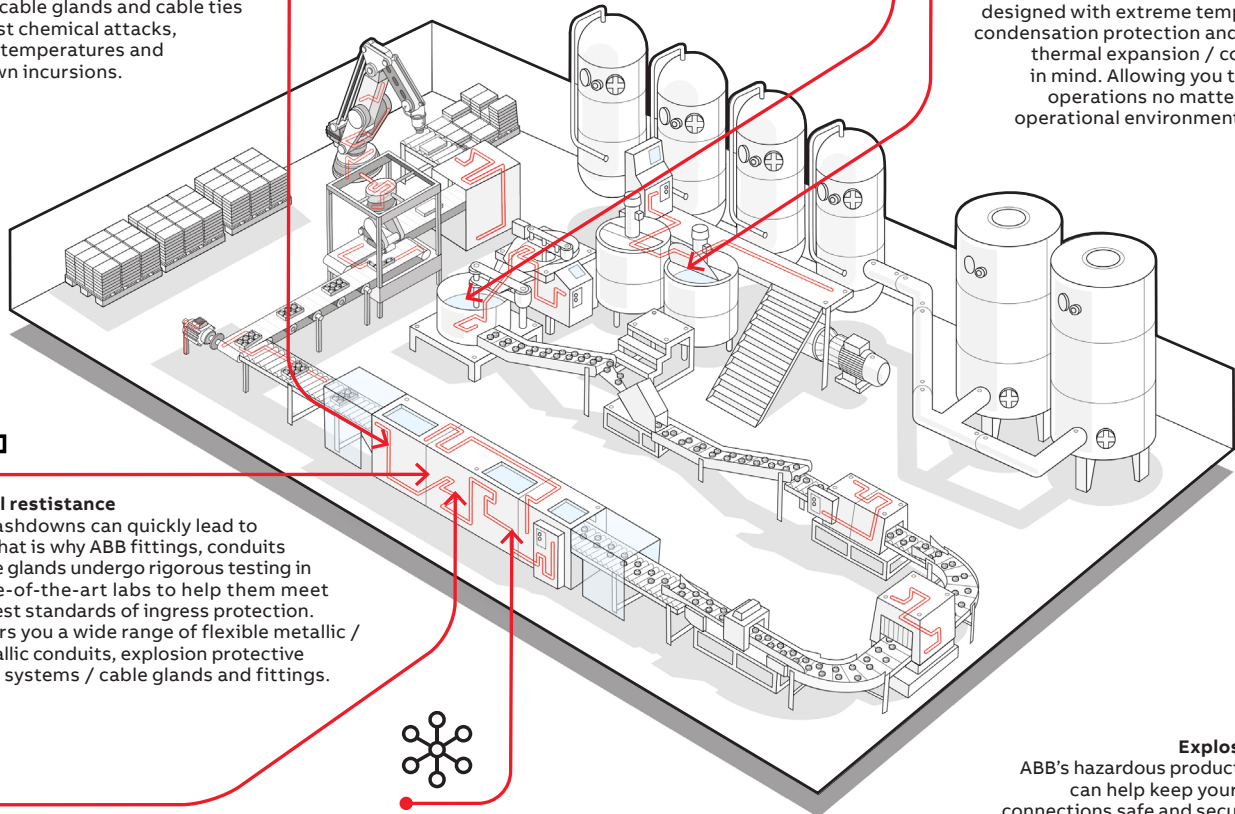 cable glands and cable ties
st chemical attacks,
temperatures and
wn incursions.
designed with extreme temp
condensation protection and
thermal expansion / co
in mind. Allowing you t
operations no matte
operational environment
l restistance
ashdowns can quickly lead to
hat is why ABB fittings, conduits
e glands undergo rigorous testing in
e-of-the-art labs to help them meet
est standards of ingress protection.
rs you a wide range of flexible metallic /
allic conduits, explosion protective
systems / cable glands and fittings.
Explos
ABB’s hazardous product
can help keep your
connections safe and secu